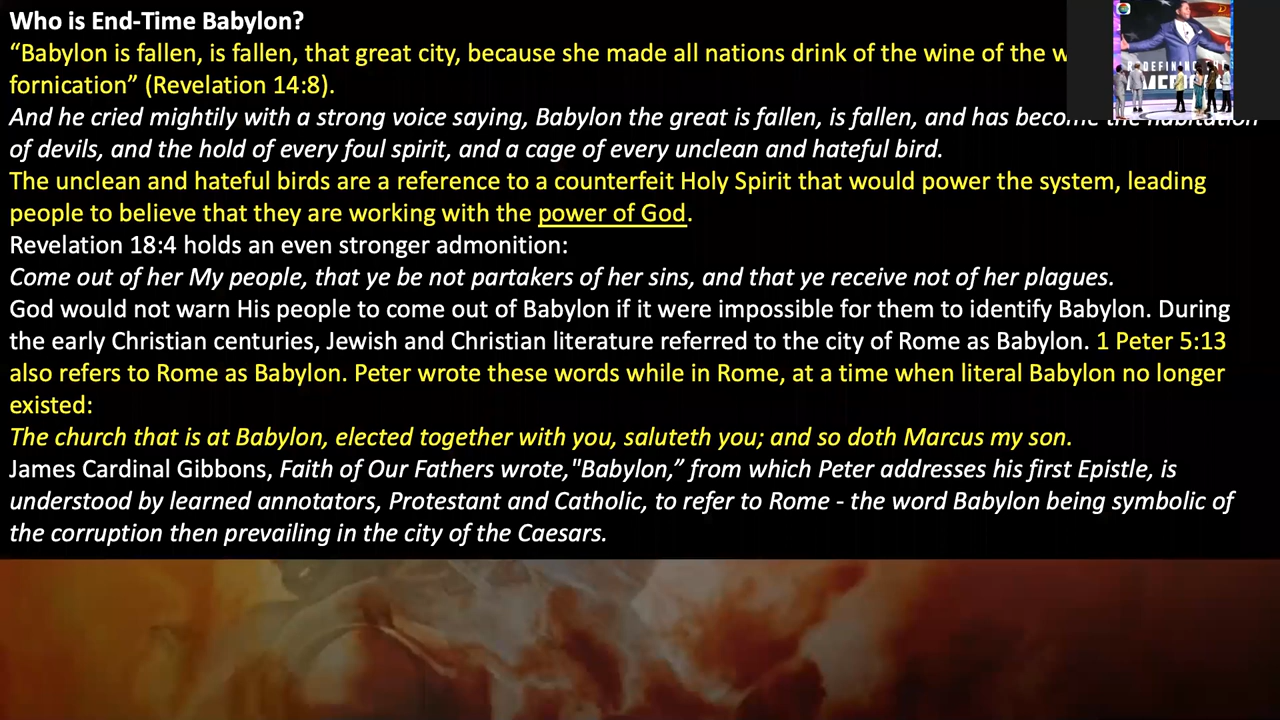 Who is End-Time Babylon?
“Babylon is fallen, is fallen, that great city, because she made all nations drink of the wine of the
fornication” (Revelation 14:8).
And he cried mightily with a strong voice saying, Babylon the great is fallen, is fallen, and has become the habitation
of devils, and the hold of every foul spirit, and a cage of every unclean and hateful bird.
The unclean and hateful birds are a reference to a counterfeit Holy Spirit that would power the system, leading
people to believe that they are working with the power of God.
Revelation 18:4 holds an even stronger admonition:
Come out of her My people, that ye be not partakers of her sins, and that ye receive not of her plagues.
God would not warn His people to come out of Babylon if it were impossible for them to identify Babylon. During
the early Christian centuries, Jewish and Christian literature referred to the city of Rome as Babylon. 1 Peter 5:13
also refers to Rome as Babylon. Peter wrote these words while in Rome, at a time when literal Babylon no longer
existed:
The church that is at Babylon, elected together with you, saluteth you; and so doth Marcus my son.
James Cardinal Gibbons, Faith of Our Fathers wrote,"Babylon,” from which Peter addresses his first Epistle, is
understood by learned annotators, Protestant and Catholic, to refer to Rome - the word Babylon being symbolic of
the corruption then prevailing in the city of the Caesars.